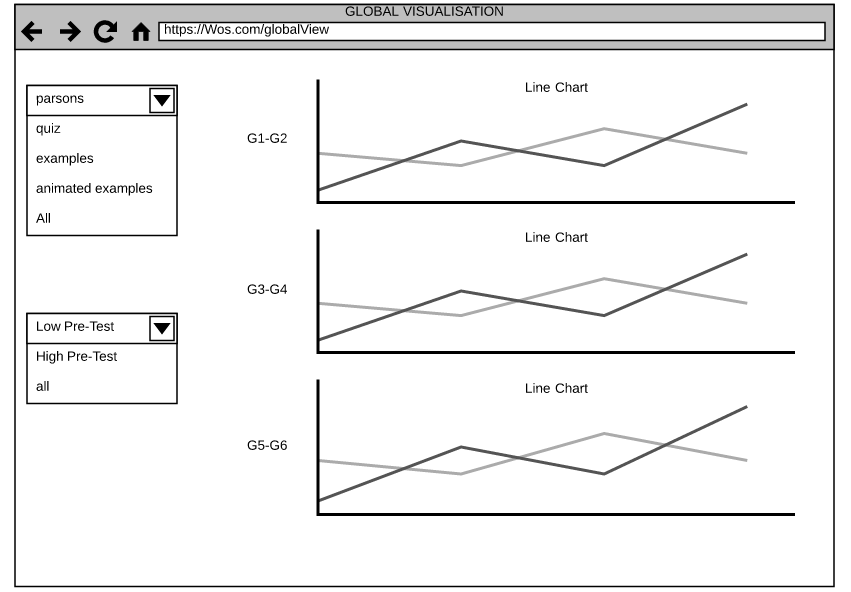 GLOBAL VISUALISATION
https://Wos.com/globalView
parsons
quiz
examples
animated examples
All
Low Pre-Test
High Pre-Test
all
Line Chart
G1-G2
Line Chart
G3-G4
Line Chart
G5-G6